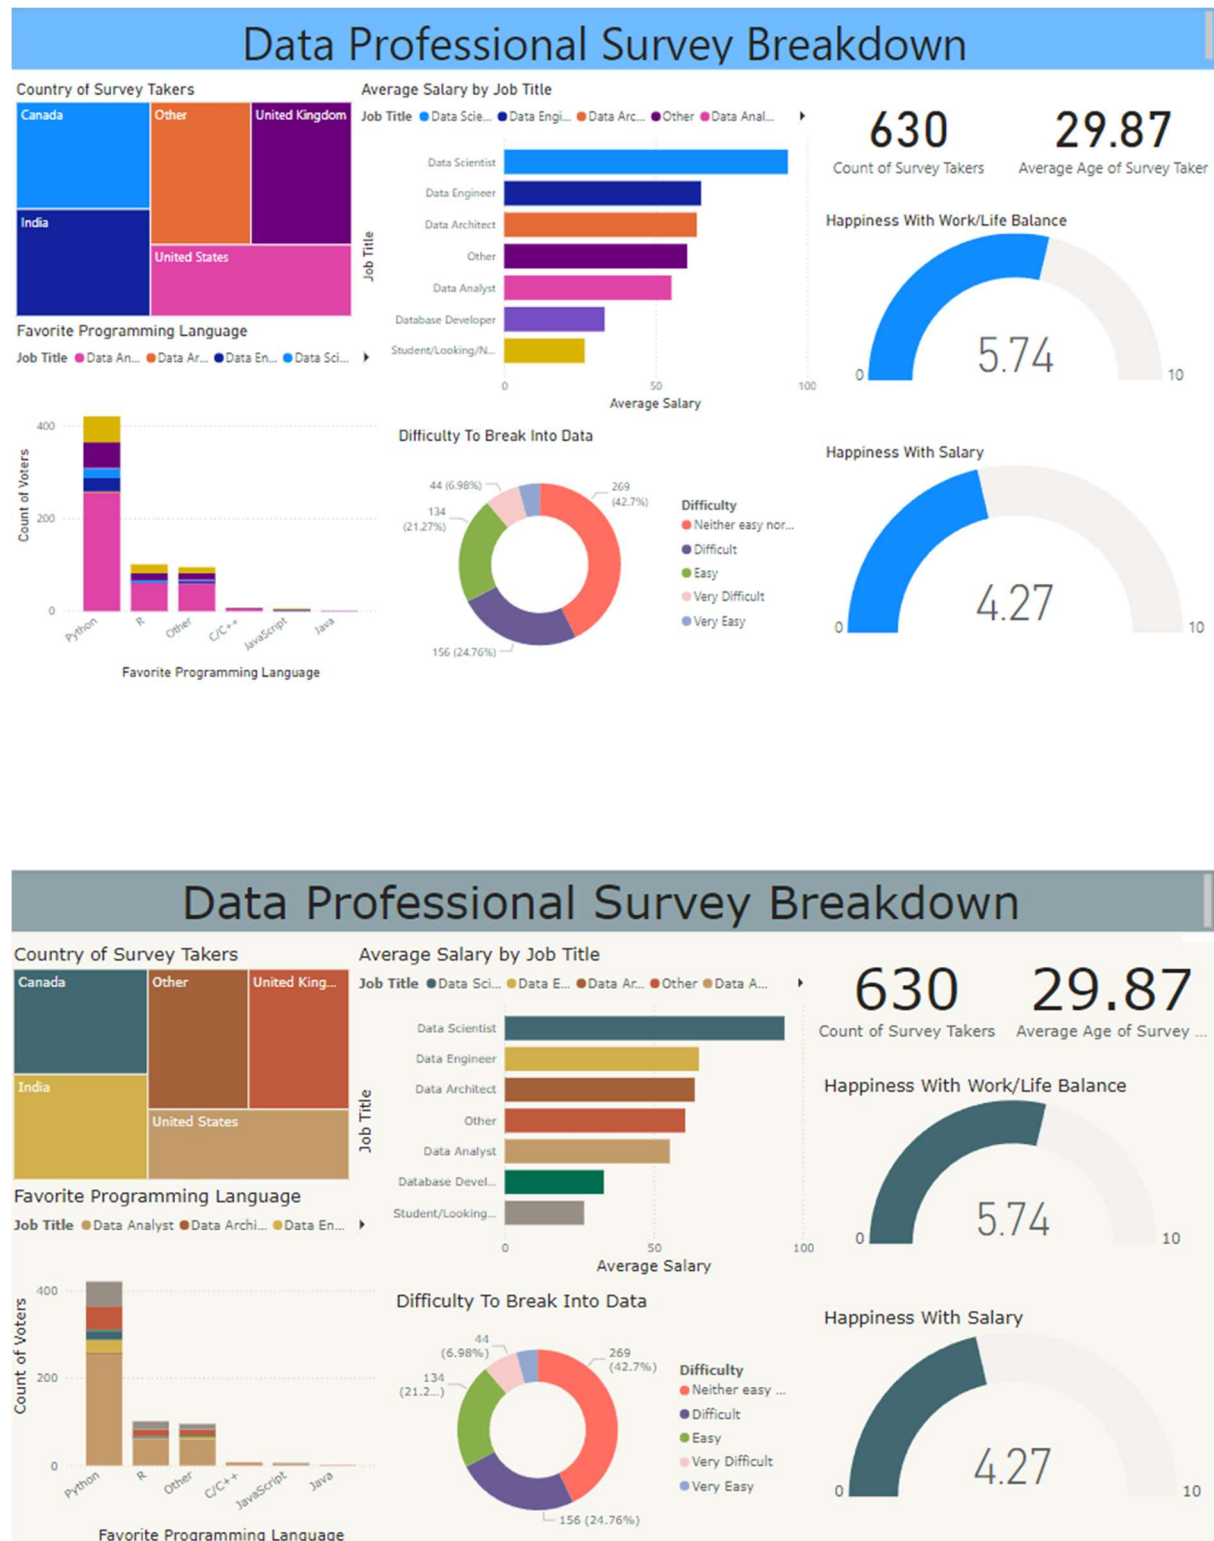 Data Professional Survey Breakdown
Country of Survey Takers
Canada
Other
United Kingdom
India
United States
Average Salary by Job Title
Job Title Data Scie... Data Engi... Data Arc... Other Data Anal...
Job Title
Data Scientist
Data Engineer
Data Architect
Other
Data Analyst
Database Developer
Student/Looking/N...
0 50 100
Average Salary
630
Count of Survey Takers
29.87
Average Age of Survey Taker
Happiness With Work/Life Balance
5.74
0 10
Favorite Programming Language
Job Title Data An... Data Ar... Data En... Data Sci...
Count of Voters
400
200
0
Python R Other C/C++ JavaScript Java
Favorite Programming Language
Difficulty To Break Into Data
44 (6.98%)
134
(21.27%)
269
(42.7%)
156 (24.76%)
Difficulty
Neither easy nor...
Difficult
Easy
Very Difficult
Very Easy
Happiness With Salary
4.27
0 10
Data Professional Survey Breakdown
Country of Survey Takers
Canada
Other
United King...
India
United States
Average Salary by Job Title
Job Title Data Sci... Data E... Data Ar... Other Data A...
Job Title
Data Scientist
Data Engineer
Data Architect
Other
Data Analyst
Database Devel...
Student/Looking...
0 50 100
Average Salary
630
Count of Survey Takers
29.87
Average Age of Survey ...
Happiness With Work/Life Balance
5.74
0 10
Favorite Programming Language
Job Title Data Analyst Data Archi... Data En...
Count of Voters
400
200
0
Python R Other C/C++ JavaScript Java
Favorite Programming Language
Difficulty To Break Into Data
44
(6.98%)
134
(21.2...)
269
(42.7%)
156 (24.76%)
Difficulty
Neither easy ...
Difficult
Easy
Very Difficult
Very Easy
Happiness With Salary
4.27
0 10